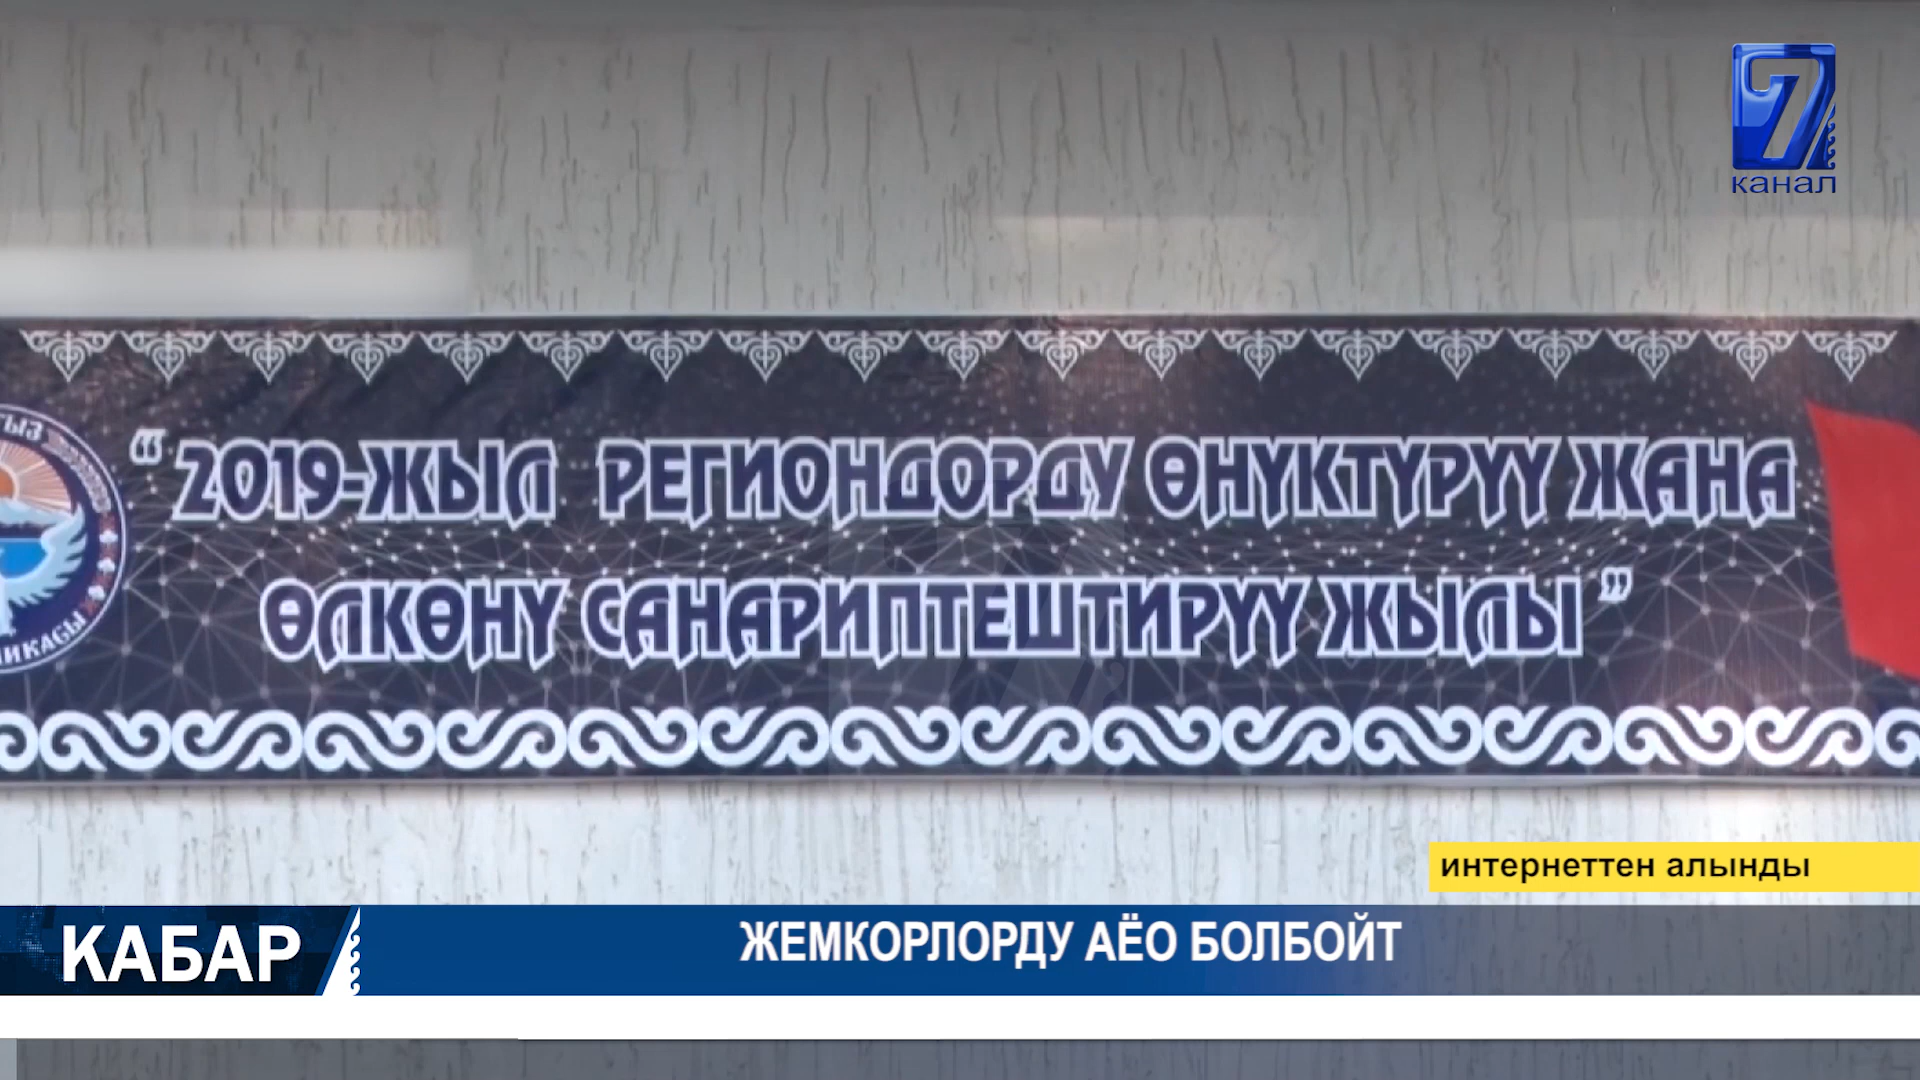 7
канал
“ 2019-ЖЫЛ РЕГИОНДОРДУ ӨНҮКТҮРҮҮ ЖАНА
ӨЛКӨНҮ САНАРИПТЕШТИРҮҮ ЖЫЛЫ ”
интернеттен алынды
КАБАР
ЖЕМКОРЛОРДУ АЁО БОЛБОЙТ